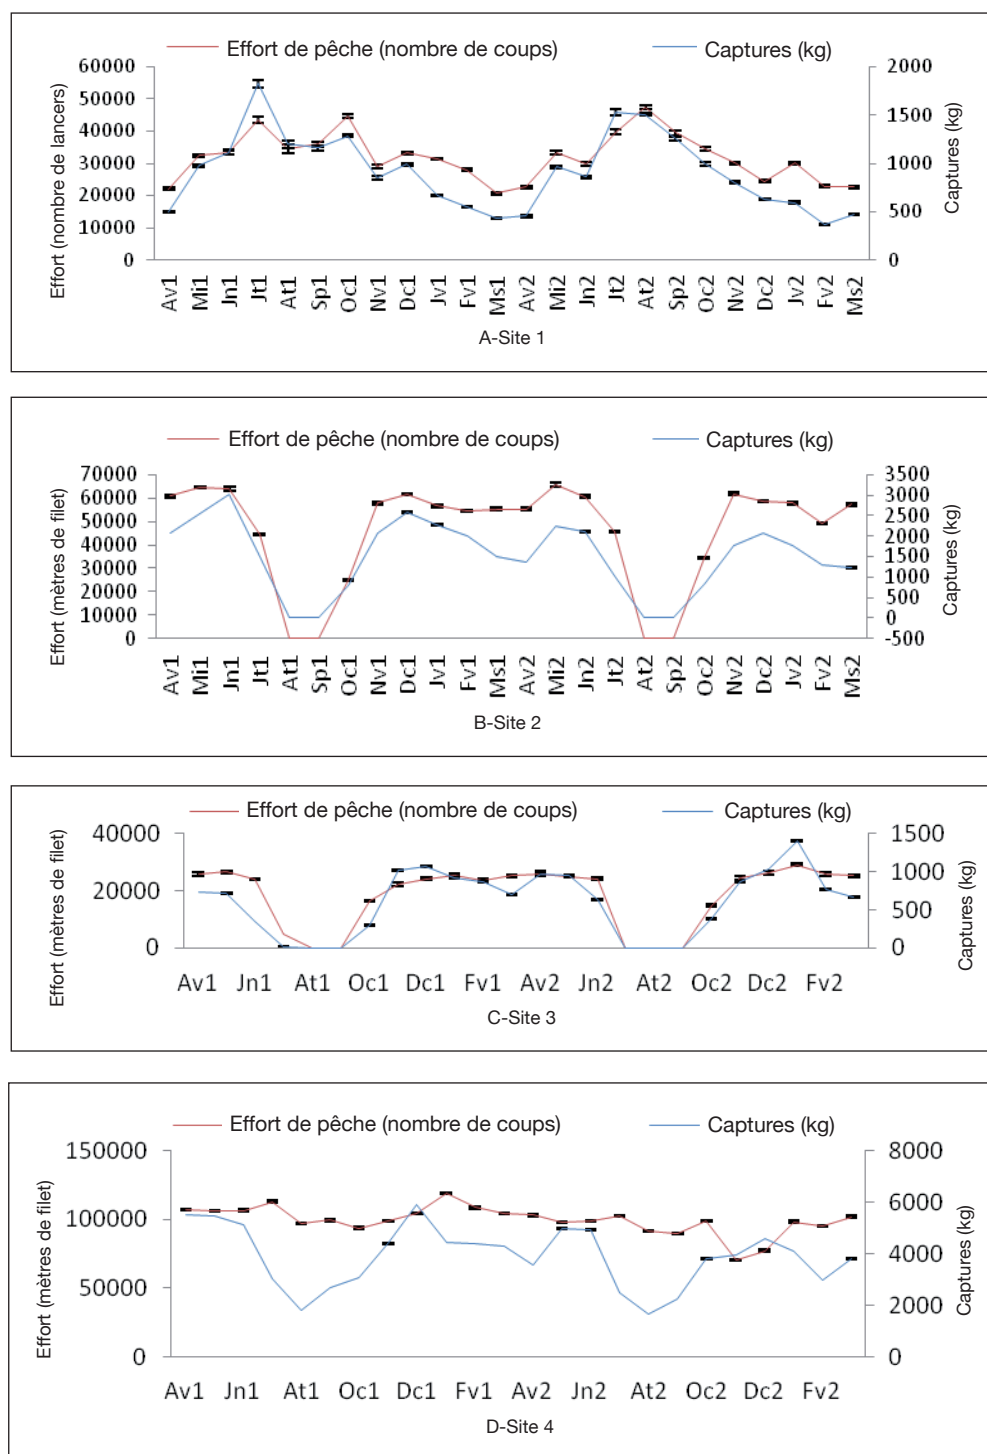 Effort de pêche (nombre de coups) Captures (kg)
Effort (nombre de lancers)
60000
50000
40000
30000
20000
10000
0
2000
1500
1000
500
0
Captures (kg)
Av1 Mi1 Jn1 Jt1 At1 Sp1 Oc1 Nv1 Dc1 Jv1 Fv1 Ms1 Av2 Mi2 Jn2 Jt2 At2 Sp2 Oc2 Nv2 Dc2 Jv2 Fv2 Ms2
A-Site 1
Effort de pêche (nombre de coups) Captures (kg)
Effort (mètres de filet)
70000
60000
50000
40000
30000
20000
10000
0
3500
3000
2500
2000
1500
1000
500
0
-500
Captures (kg)
Av1 Mi1 Jn1 Jt1 At1 Sp1 Oc1 Nv1 Dc1 Jv1 Fv1 Ms1 Av2 Mi2 Jn2 Jt2 At2 Sp2 Oc2 Nv2 Dc2 Jv2 Fv2 Ms2
B-Site 2
Effort de pêche (nombre de coups) Captures (kg)
Effort (mètres de filet)
40000
20000
0
1500
1000
500
0
Captures (kg)
Av1 Jn1 At1 Oc1 Dc1 Fv1 Av2 Jn2 At2 Oc2 Dc2 Fv2
C-Site 3
Effort de pêche (nombre de coups) Captures (kg)
Effort (mètres de filet)
150000
100000
50000
0
8000
6000
4000
2000
0
Captures (kg)
Av1 Jn1 At1 Oc1 Dc1 Fv1 Av2 Jn2 At2 Oc2 Dc2 Fv2
D-Site 4